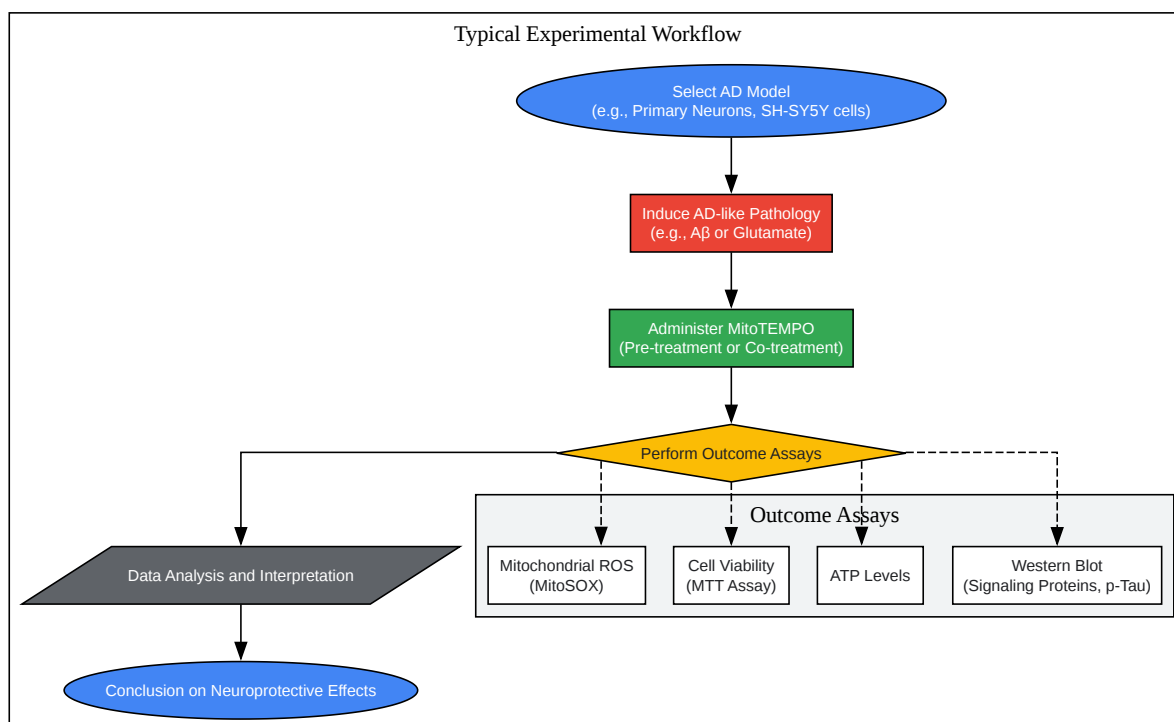 Typical Experimental Workflow
Select AD Model
(e.g., Primary Neurons, SH-SY5Y cells)
Induce AD-like Pathology
(e.g., Aβ or Glutamate)
Administer MitoTEMPO
(Pre-treatment or Co-treatment)
Perform Outcome Assays
Outcome Assays
Data Analysis and Interpretation
Mitochondrial ROS
(MitoSOX)
Cell Viability
(MTT Assay)
ATP Levels
Western Blot
(Signaling Proteins, p-Tau)
Conclusion on Neuroprotective Effects